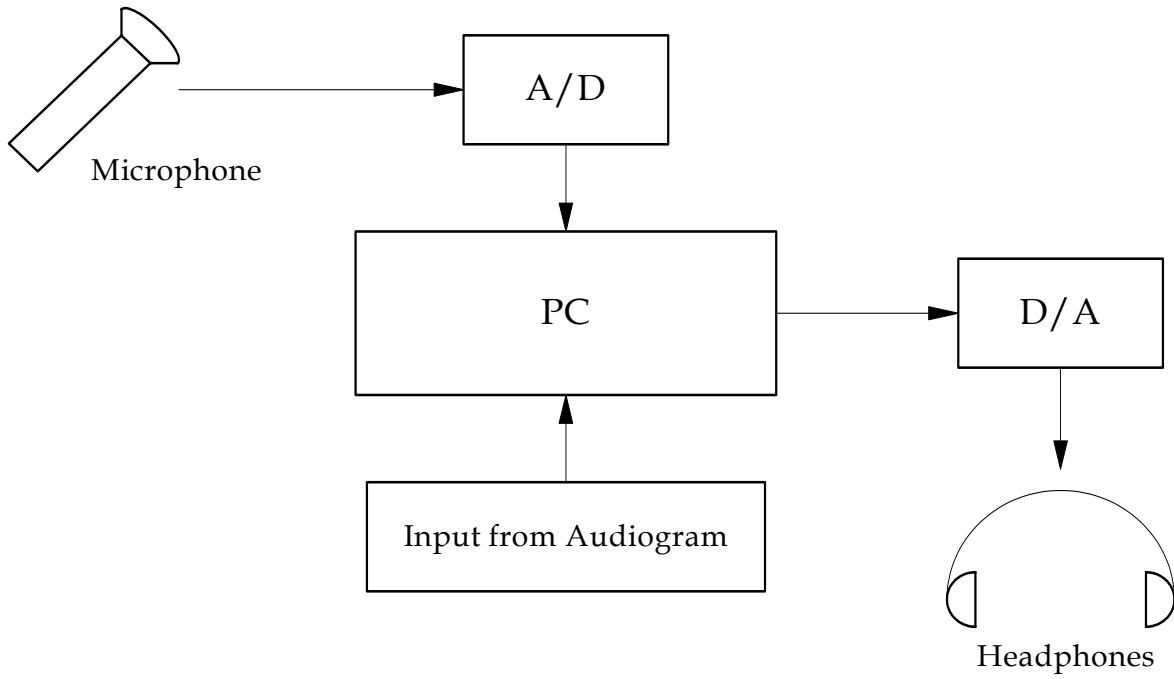 A/D
Microphone
PC
D/A
Input from Audiogram
Headphones